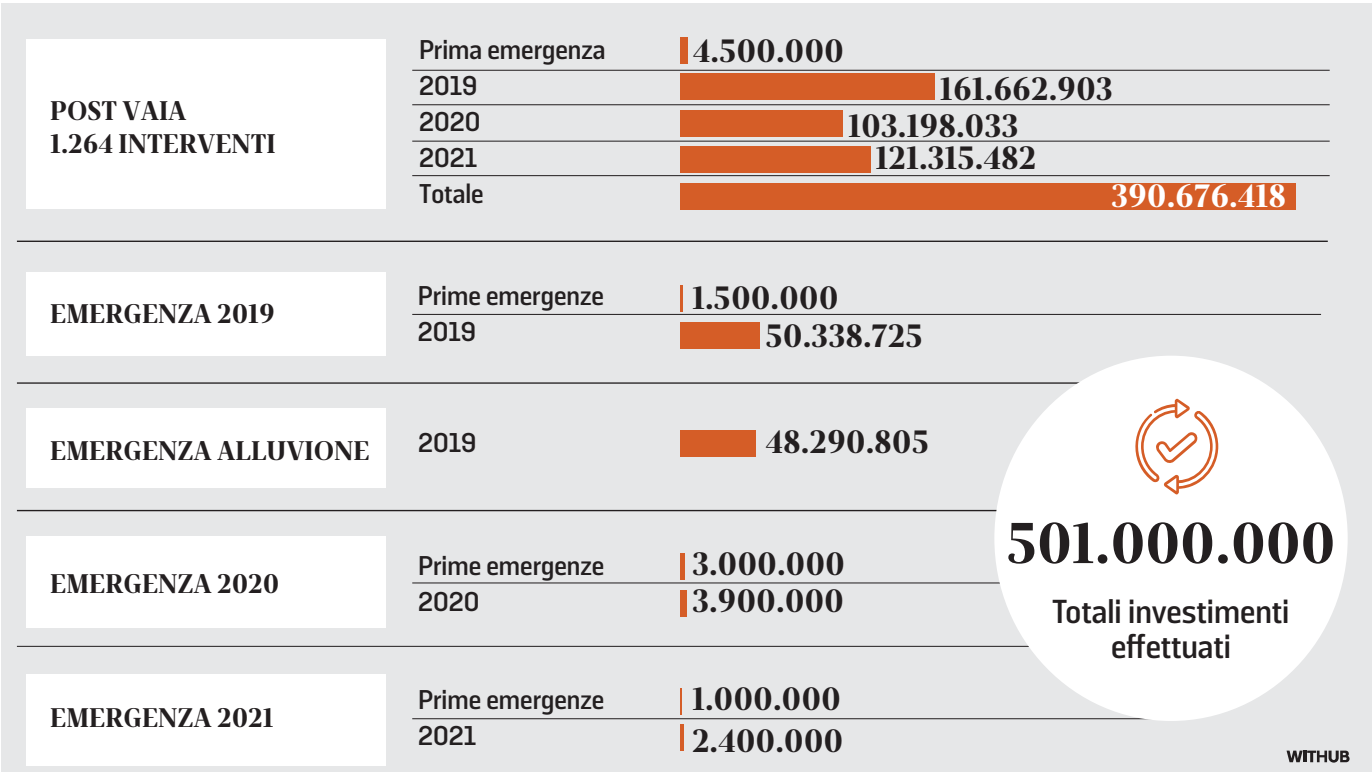 POST VAIA
1.264 INTERVENTI
Prima emergenza 4.500.000
2019 161.662.903
2020 103.198.033
2021 121.315.482
Totale 390.676.418
EMERGENZA 2019
Prime emergenze 1.500.000
2019 50.338.725
EMERGENZA ALLUVIONE
2019 48.290.805
EMERGENZA 2020
Prime emergenze 3.000.000
2020 3.900.000
EMERGENZA 2021
Prime emergenze 1.000.000
2021 2.400.000
501.000.000
Totali investimenti
effettuati
WITHUB